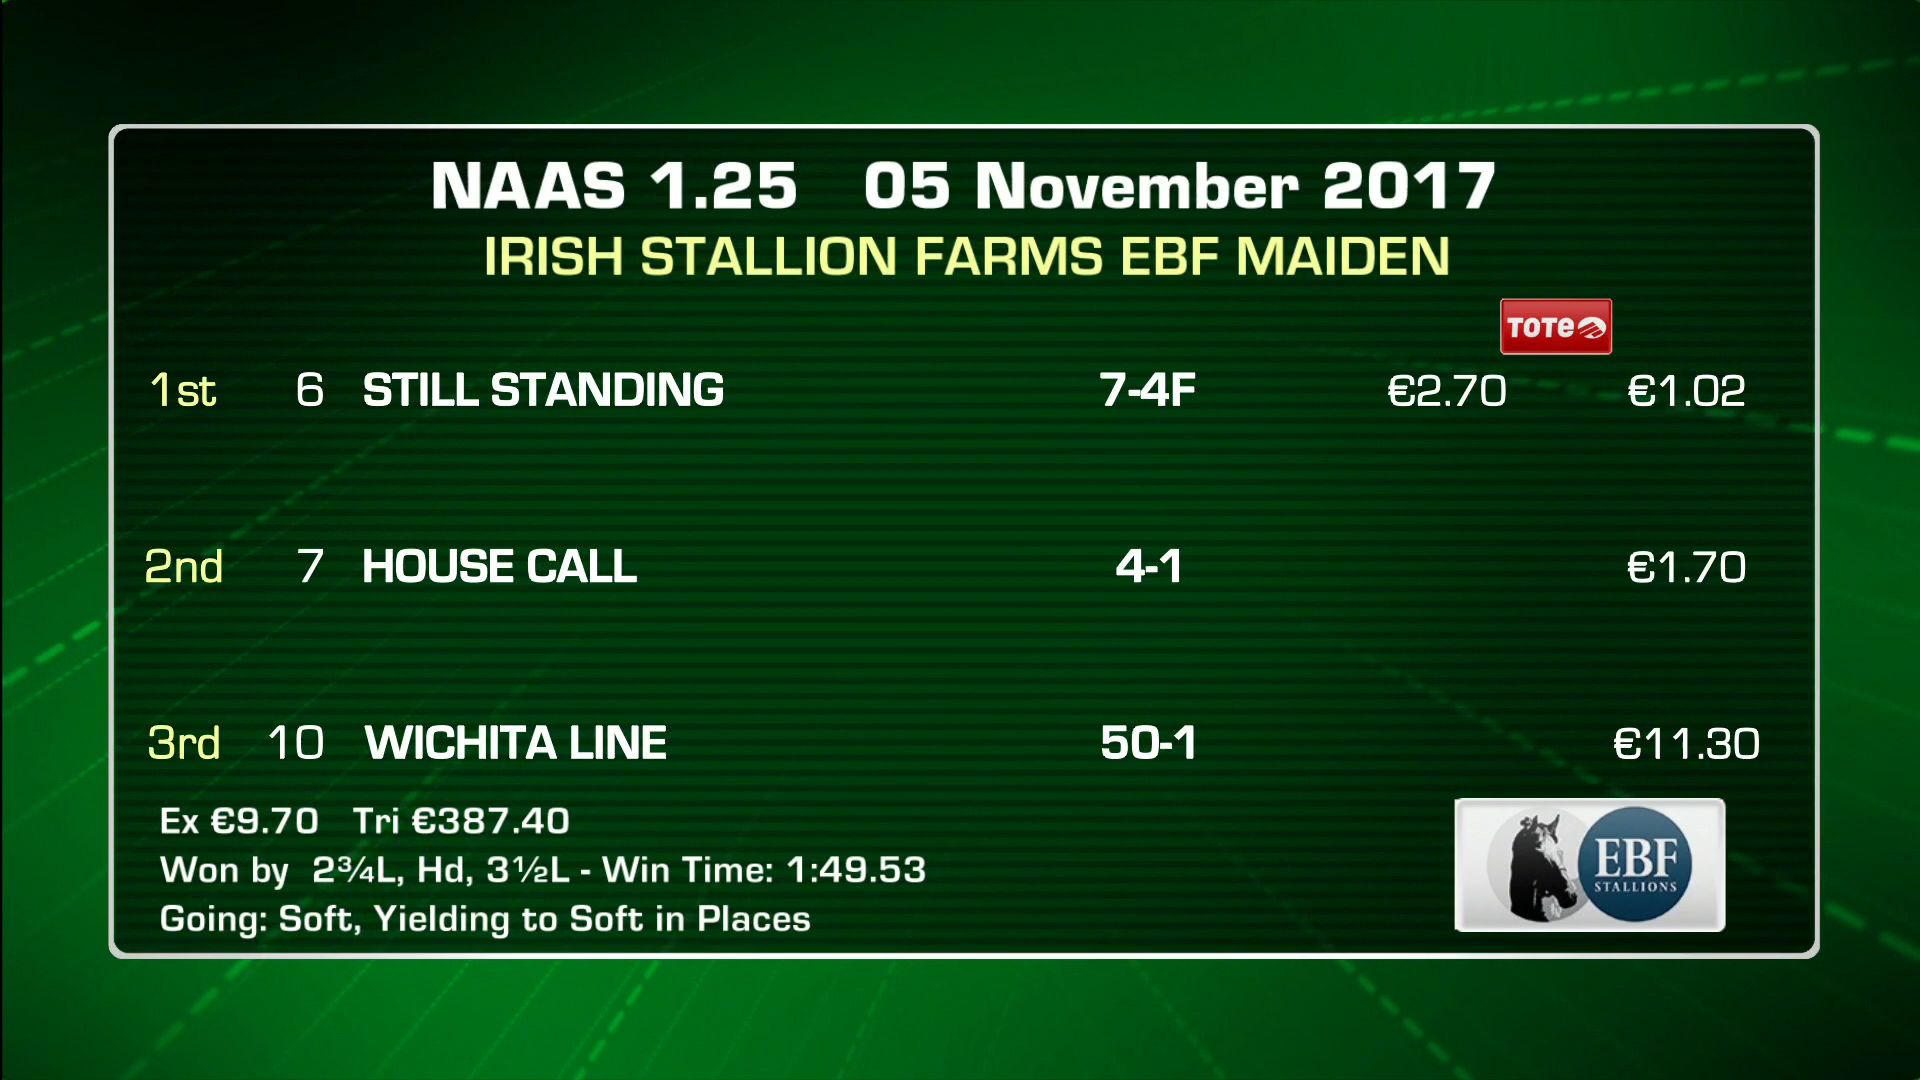 NAAS 1.25 05 November 2017
IRISH STALLION FARMS EBF MAIDEN
TOTE
1st 6 STILL STANDING 7-4F €2.70 €1.02
2nd 7 HOUSE CALL 4-1 €1.70
3rd 10 WICHITA LINE 50-1 €11.30
Ex €9.70 Tri €387.40
Won by 2¾L, Hd, 3½L - Win Time: 1:49.53
Going: Soft, Yielding to Soft in Places
EBF
STALLIONS